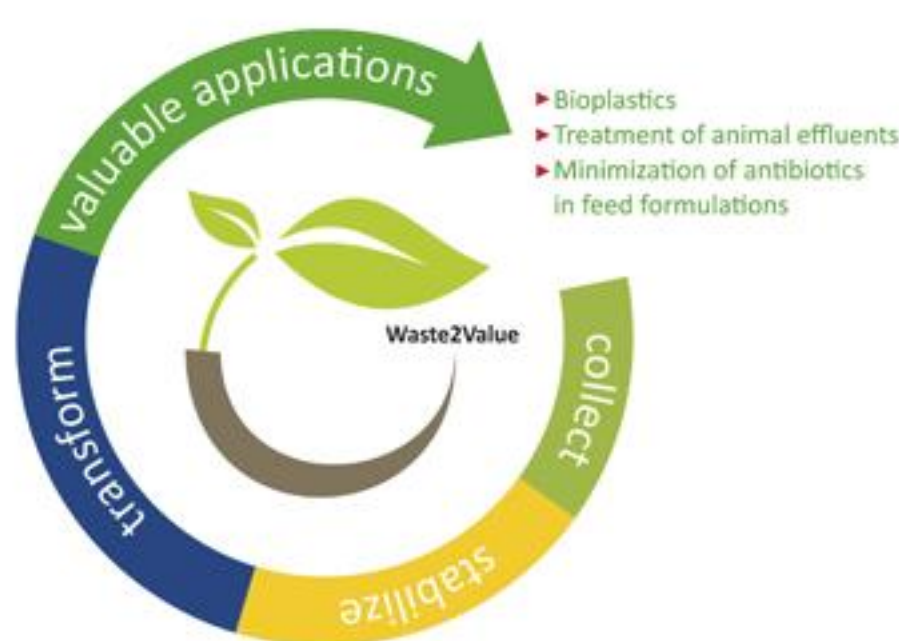 valuable applications
► Bioplastics
► Treatment of animal effluents
► Minimization of antibiotics
in feed formulations
Waste2Value
collect
transform
stabilize